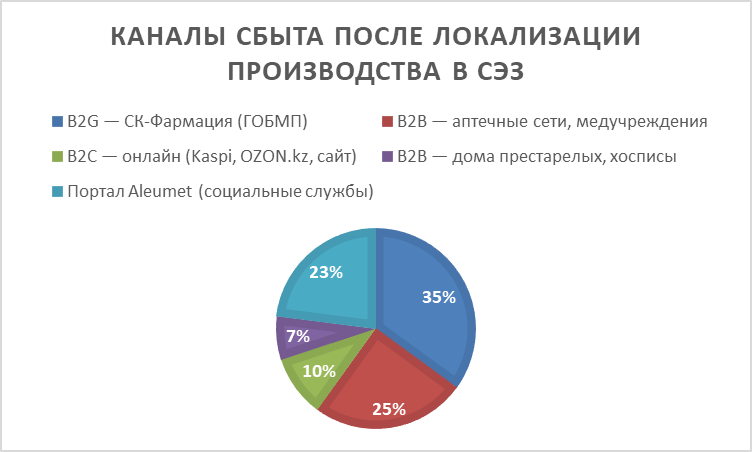 КАНАЛЫ СБЫТА ПОСЛЕ ЛОКАЛИЗАЦИИ
ПРОИЗВОДСТВА В СЭЗ
B2G — СК-Фармация (ГОБМП)
B2B — аптечные сети, медучреждения
B2C — онлайн (Kaspi, OZON.kz, сайт)
B2B — дома престарелых, хосписы
Портал Aleumet (социальные службы)
23%
35%
7%
10%
25%